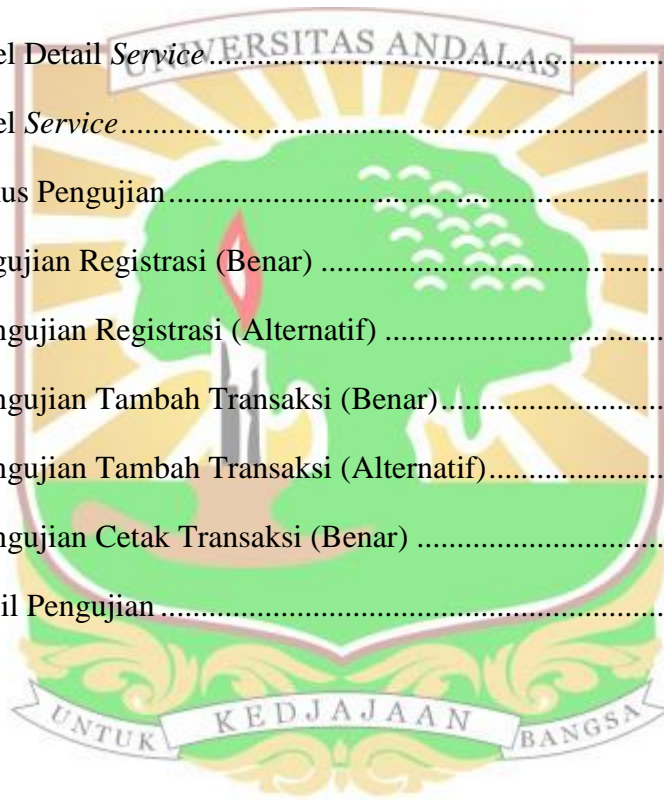 UNIVERSITAS ANDALAS
el Detail Service
el Service
us Pengujian
gujian Registrasi (Benar)
ngujian Registrasi (Alternatif)
ngujian Tambah Transaksi (Benar)
ngujian Tambah Transaksi (Alternatif)
ngujian Cetak Transaksi (Benar)
il Pengujian
UNTUK KEDJAJAAN BANGSA